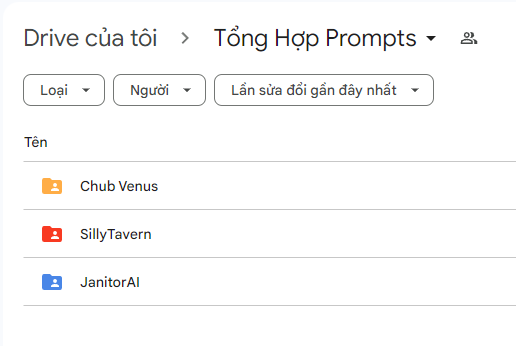 Drive của tôi > Tổng Hợp Prompts
Loại Người Lần sửa đổi gần đây nhất
Tên
Chub Venus
SillyTavern
JanitorAI